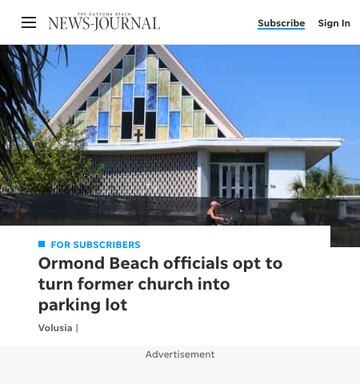 THE DAYTONA BEACH
NEWS-JOURNAL
Subscribe Sign In
FOR SUBSCRIBERS
Ormond Beach officials opt to
turn former church into
parking lot
Volusia |
Advertisement